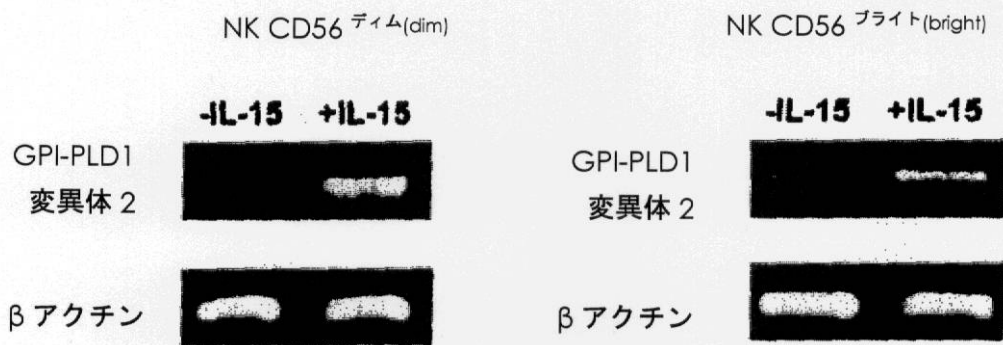 NK CD56 ディム(dim)
-IL-15 +IL-15
GPI-PLD1
変異体 2
β アクチン
NK CD56 ブライト(bright)
-IL-15 +IL-15
GPI-PLD1
変異体 2
β アクチン